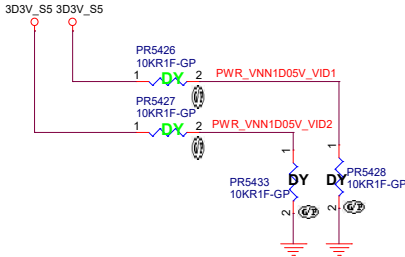 3D3V_S5 3D3V_S5
PR5426
10KR1F-GP
1 DY 2 PWR_VNN1D05V_VID1
G/P
PR5427
10KR1F-GP
1 DY 2 PWR_VNN1D05V_VID2
G/P
1 1
PR5433 DY DY PR5428
10KR1F-GP 10KR1F-GP
2 G/P 2 G/P